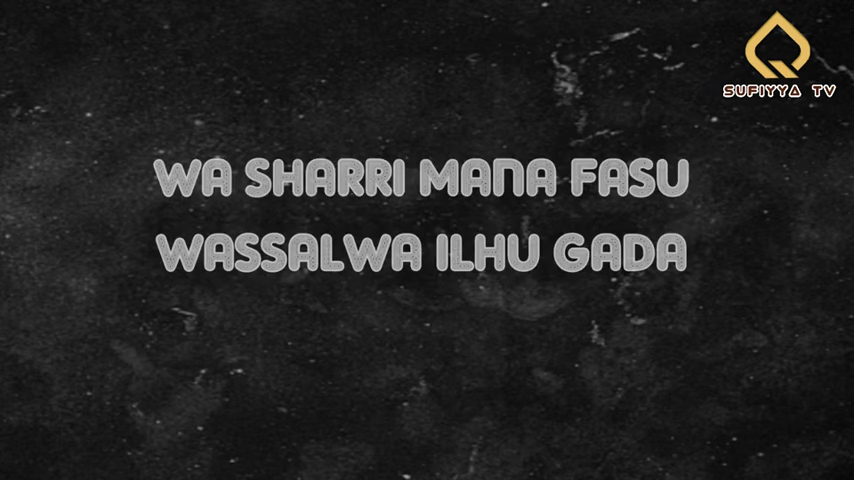 SUFIYYA TV
WA SHARRI MANA FASU
WASSALWA ILHU GADA